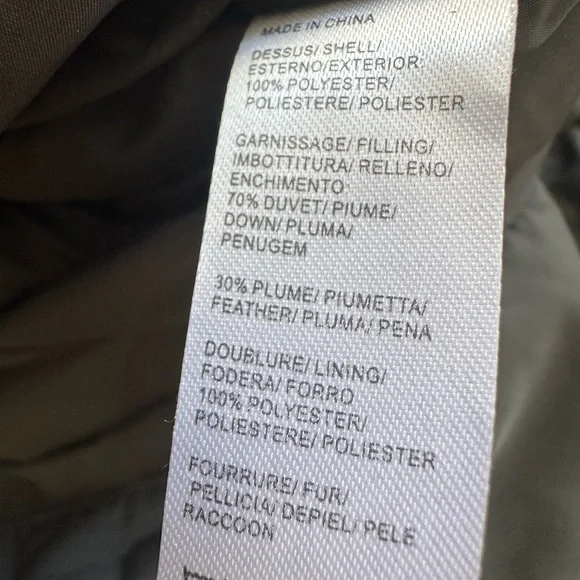 MADE IN CHINA
DESSUS/ SHELL/
ESTERNO/EXTERIOR:
100% POLYESTER/
POLIESTERE/ POLIESTER
GARNISSAGE/ FILLING/
IMBOTTITURA/ RELLENO/
ENCHIMENTO
70% DUVET/ PIUME/
DOWN/ PLUMA/
PENUGEM
30% PLUME/ PIUMETTA/
FEATHER/ PLUMA/ PENA
DOUBLURE/ LINING/
FODERA/ FORRO
100% POLYESTER/
POLIESTERE/ POLIESTER
FOURRURE/ FUR/
PELLICIA/ DEPIEL/ PELE
RACCOON